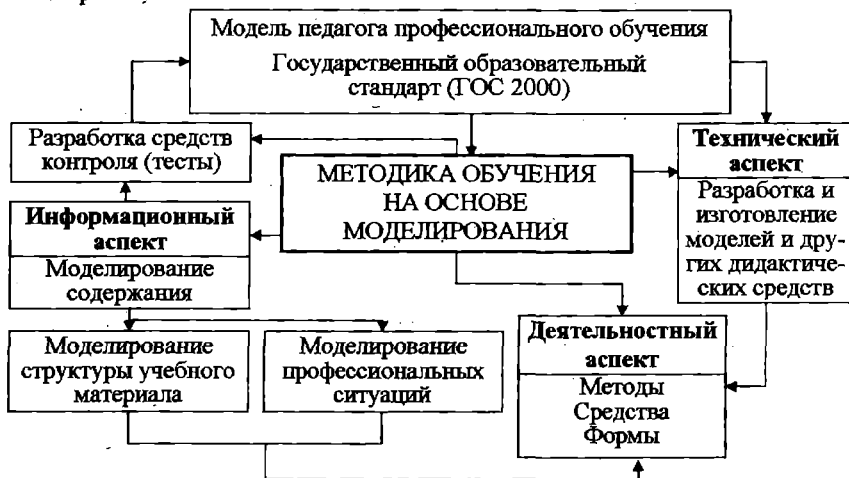 Модель педагога профессионального обучения
Государственный образовательный
стандарт (ГОС 2000)
Разработка средств
контроля (тесты)
МЕТОДИКА ОБУЧЕНИЯ
НА ОСНОВЕ
МОДЕЛИРОВАНИЯ
Технический
аспект
Разработка и
изготовление
моделей и дру-
гих дидактиче-
ских средств
Информационный
аспект
Моделирование
содержания
Моделирование
структуры учебного
материала
Моделирование
профессиональных
ситуаций
Деятельностный
аспект
Методы
Средства
Формы